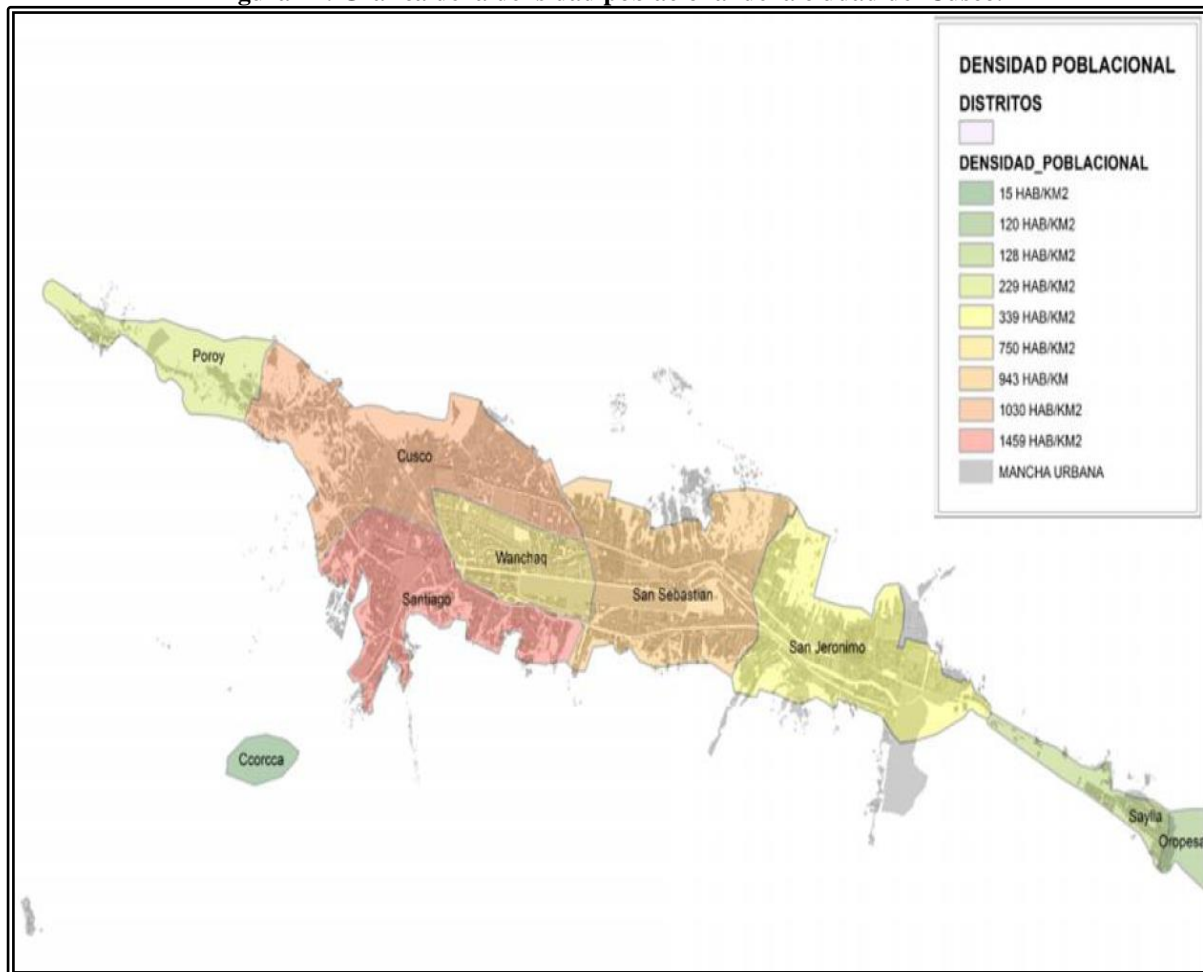 DENSIDAD POBLACIONAL
DISTRITOS
DENSIDAD_POBLACIONAL
15 HAB/KM2
120 HAB/KM2
128 HAB/KM2
229 HAB/KM2
339 HAB/KM2
750 HAB/KM2
943 HAB/KM
1030 HAB/KM2
1459 HAB/KM2
MANCHA URBANA
Poroy
Cusco
Wanchaq
Santiago
San Sebastian
San Jeronimo
Ccorcca
Saylla
Oropesa